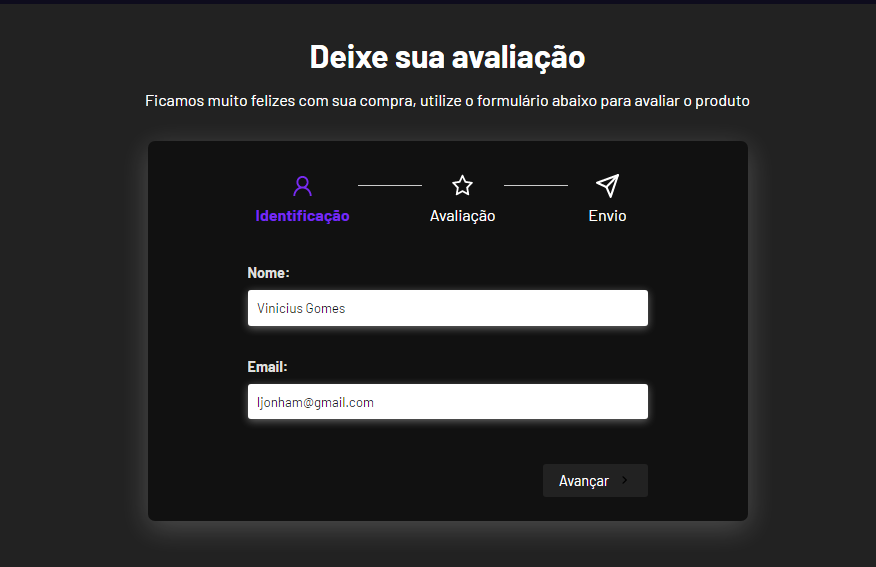 Deixe sua avaliação
Ficamos muito felizes com sua compra, utilize o formulário abaixo para avaliar o produto
Identificação
Avaliação
Envio
Nome:
Vinicius Gomes
Email:
ljonham@gmail.com
Avançar